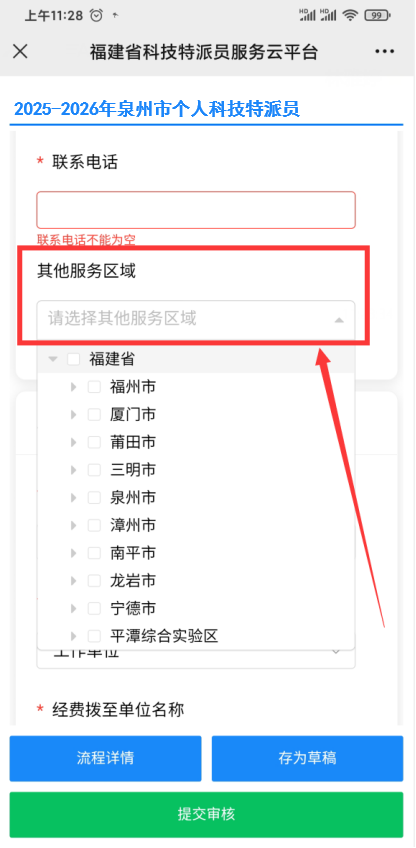 上午11:28
HD HD 99
福建省科技特派员服务云平台
2025-2026年泉州市个人科技特派员
* 联系电话
联系电话不能为空
其他服务区域
请选择其他服务区域
福建省
福州市
厦门市
莆田市
三明市
泉州市
漳州市
南平市
龙岩市
宁德市
平潭综合实验区
工作单位
* 经费拨至单位名称
流程详情 存为草稿
提交审核